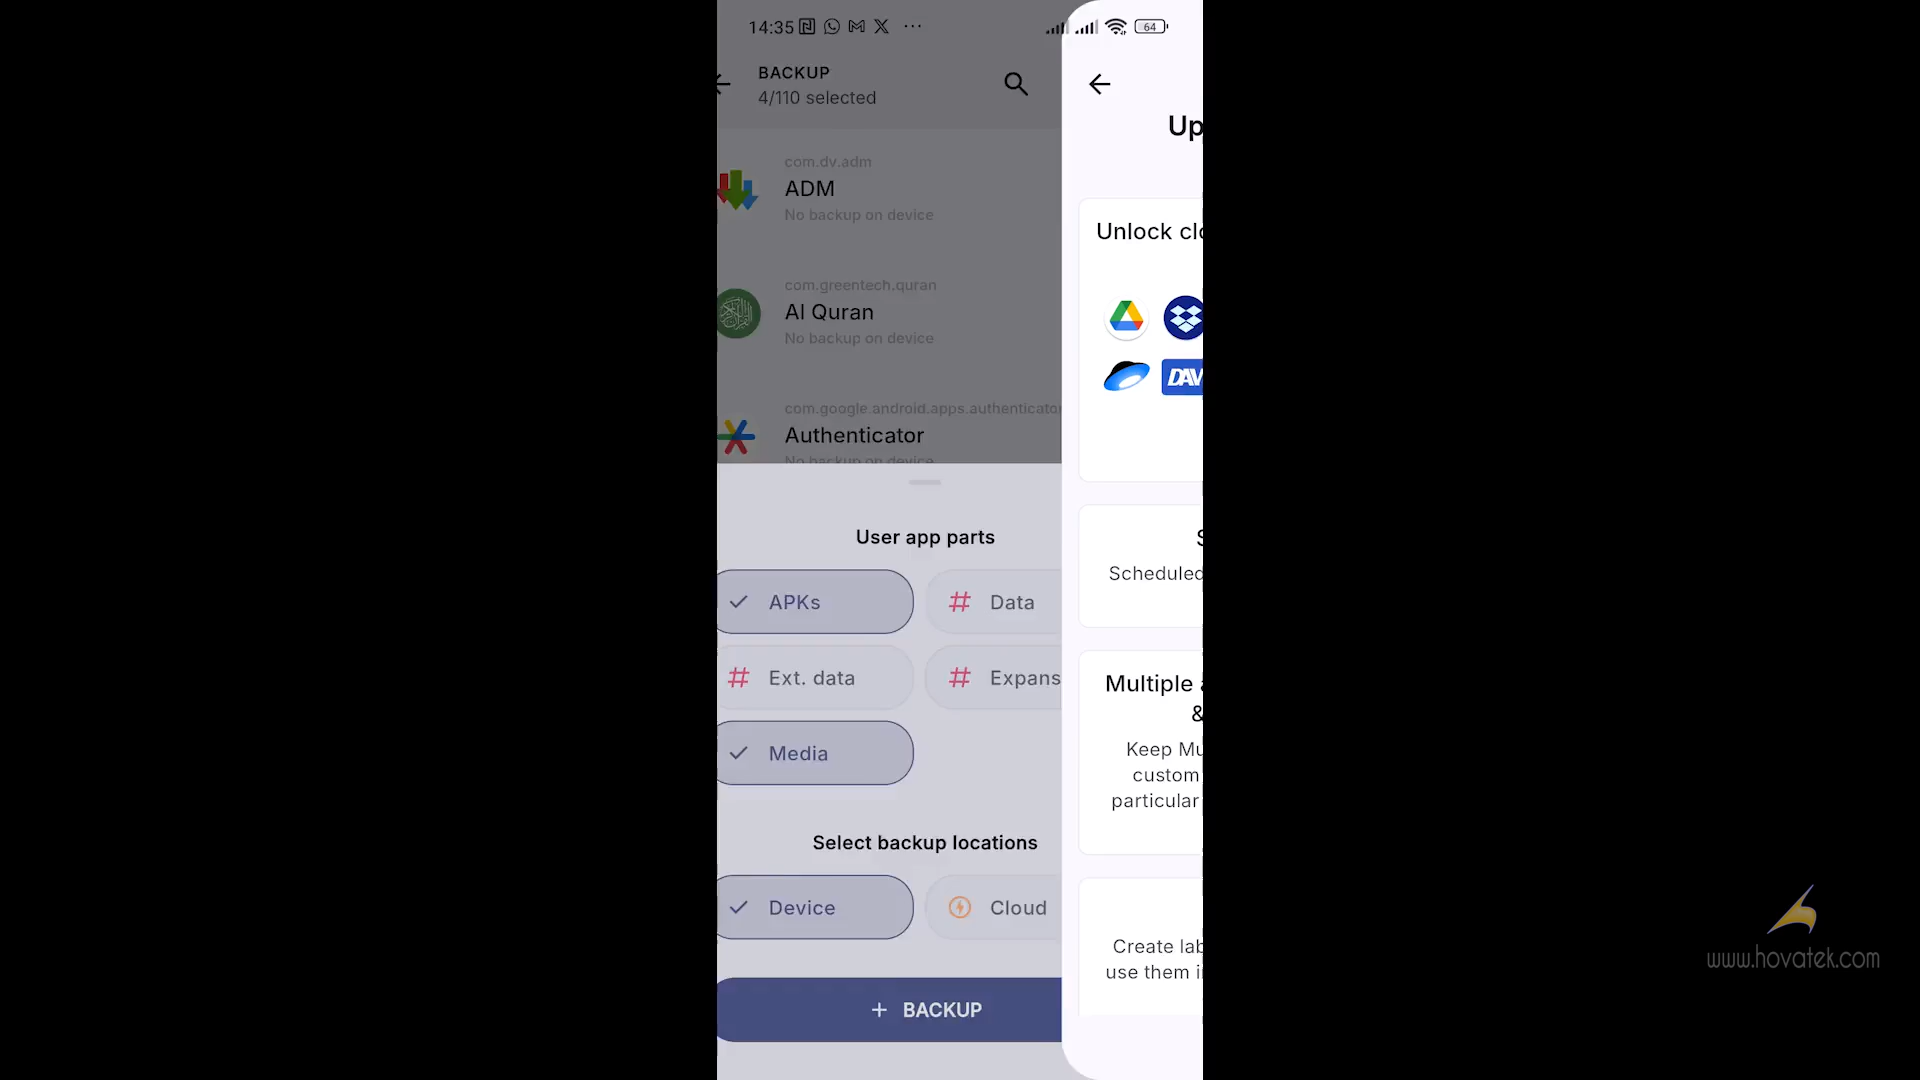 14:35
64
BACKUP
4/110 selected
com.dv.adm
ADM
No backup on device
com.greentech.quran
Al Quran
No backup on device
com.google.android.apps.authenticator
Authenticator
No backup on device
User app parts
APKs
# Data
# Ext. data
# Expans
Media
Select backup locations
Device
Cloud
+ BACKUP
Up
Unlock clo
DAV
S
Scheduled
Multiple a
&
Keep Mu
custom
particular
Create lab
use them i
www.hovatek.com